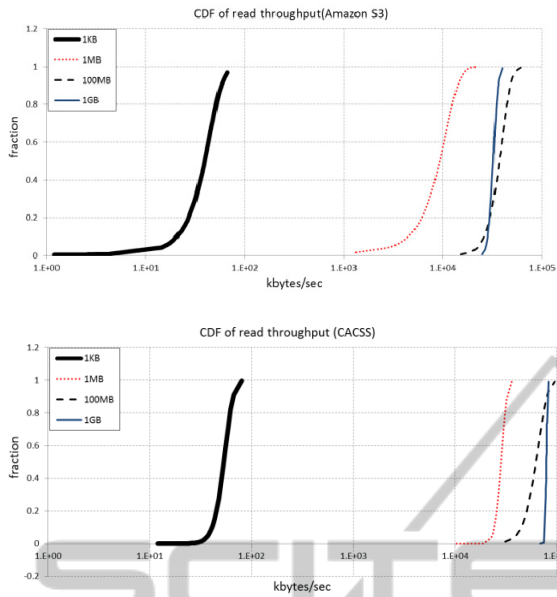 CDF of read throughput(Amazon S3)
1.2
1
0.8
0.6
0.4
0.2
0
fraction
1KB
1MB
100MB
1GB
1.E+00
1.E+01
1.E+02
1.E+03
1.E+04
1.E+05
kbytes/sec
CDF of read throughput (CACSS)
1.2
1
0.8
0.6
0.4
0.2
0
-0.2
fraction
1KB
1MB
100MB
1GB
1.E+00
1.E+01
1.E+02
1.E+03
1.E+04
kbytes/sec